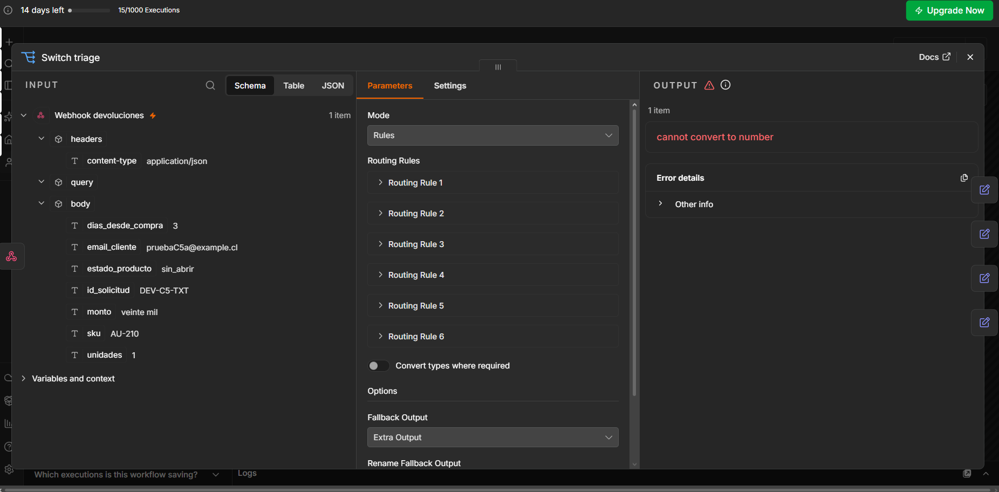 14 days left
15/1000 Executions
Upgrade Now
Switch triage
Docs
INPUT
Schema
Table
JSON
Parameters
Settings
OUTPUT
Webhook devoluciones
1 item
headers
content-type application/json
query
body
dias_desde_compra 3
email_cliente pruebaC5a@example.cl
estado_producto sin_abrir
id_solicitud DEV-C5-TXT
monto veinte mil
sku AU-210
unidades 1
Variables and context
Mode
Rules
Routing Rules
Routing Rule 1
Routing Rule 2
Routing Rule 3
Routing Rule 4
Routing Rule 5
Routing Rule 6
Convert types where required
Options
Fallback Output
Extra Output
Rename Fallback Output
1 item
cannot convert to number
Error details
Other info
Which executions is this workflow saving?
Logs